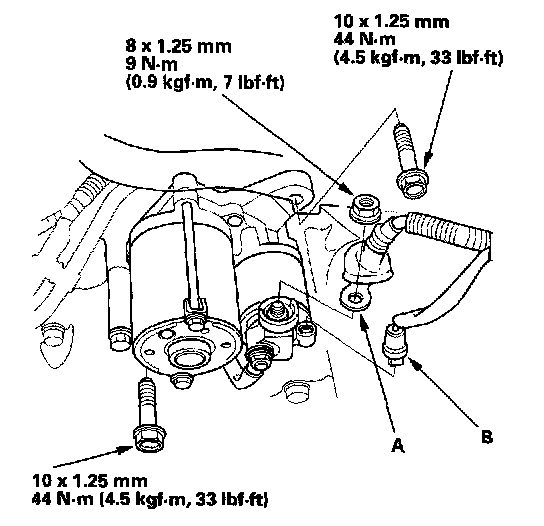 10 x 1.25 mm
44 N·m
(4.5 kgf·m, 33 lbf·ft)
8 x 1.25 mm
9 N·m
(0.9 kgf·m, 7 lbf·ft)
A
B
10 x 1.25 mm
44 N·m (4.5 kgf·m, 33 lbf·ft)